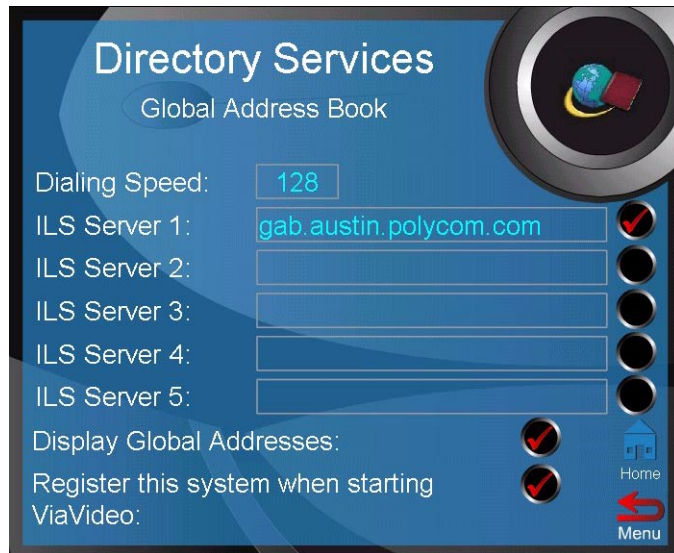 Directory Services
Global Address Book
Dialing Speed: 128
ILS Server 1: gab.austin.polycom.com
ILS Server 2:
ILS Server 3:
ILS Server 4:
ILS Server 5:
Display Global Addresses:
Home
Register this system when starting
ViaVideo:
Menu